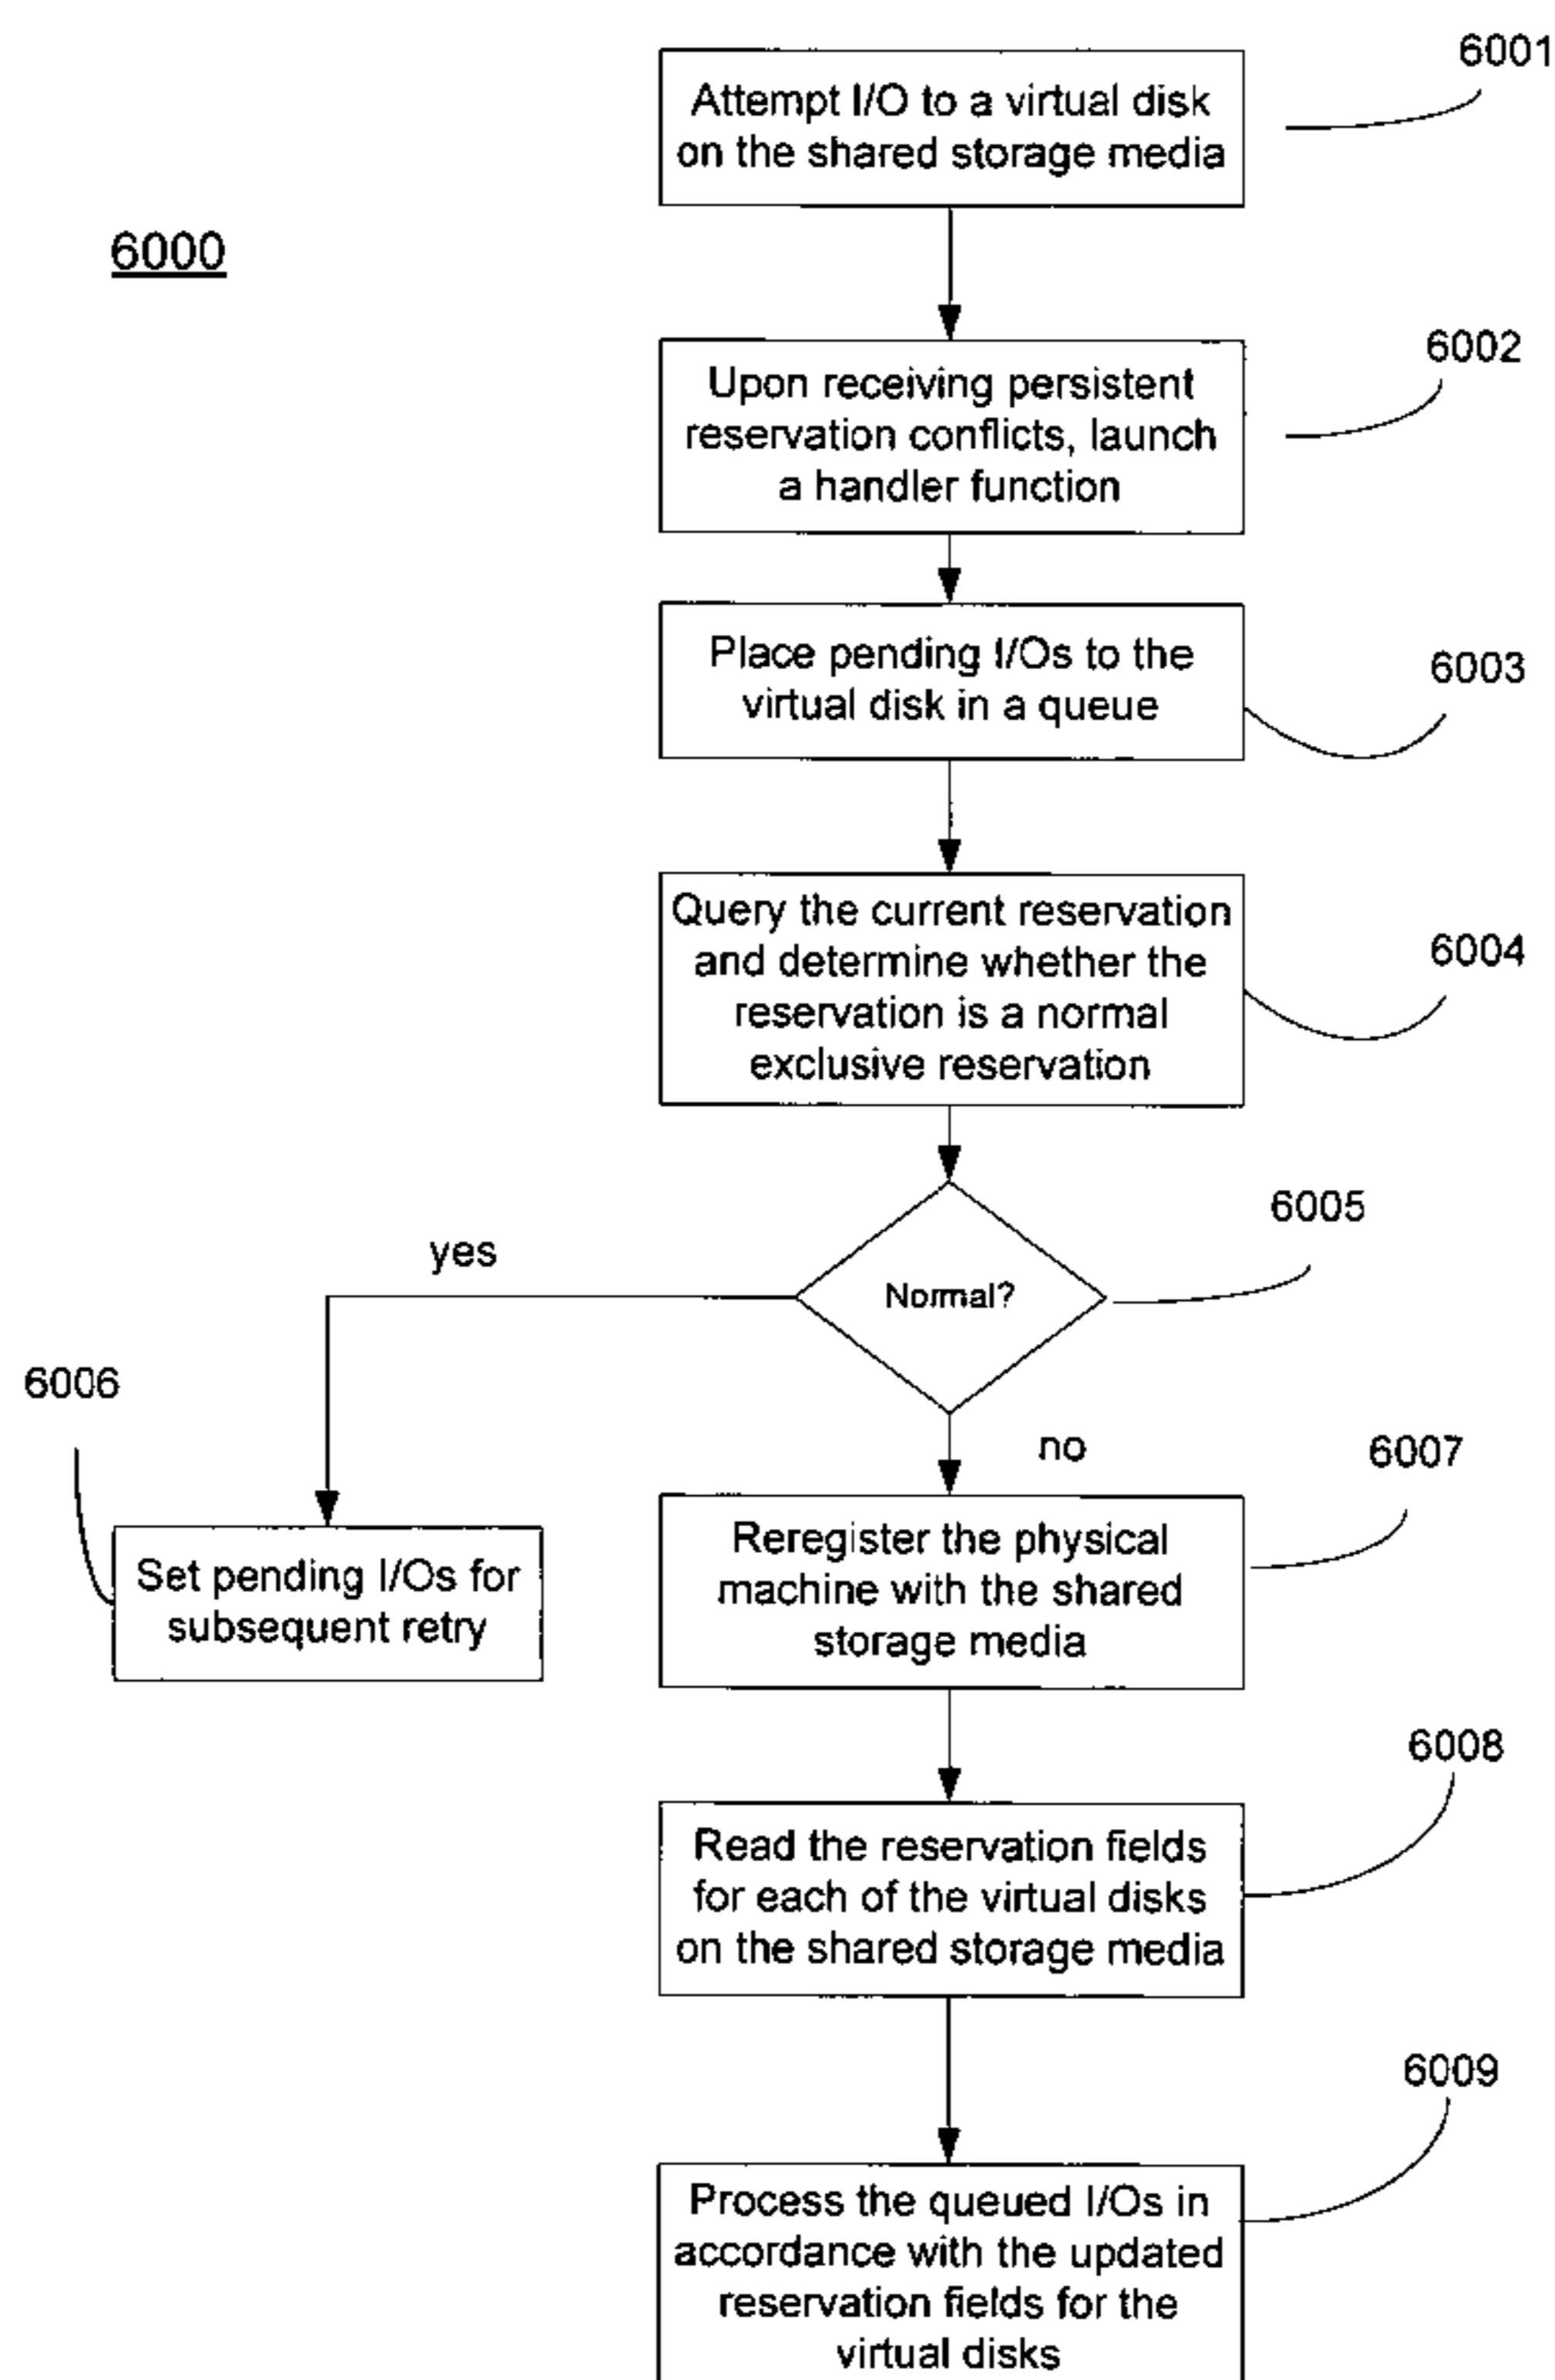 6001
Attempt I/O to a virtual disk
on the shared storage media
6000
6002
Upon receiving persistent
reservation conflicts, launch
a handler function
Place pending I/Os to the
virtual disk in a queue
6003
Query the current reservation
and determine whether the
reservation is a normal
exclusive reservation
6004
6005
yes
Normal?
6006
no
6007
Set pending I/Os for
subsequent retry
Reregister the physical
machine with the shared
storage media
6008
Read the reservation fields
for each of the virtual disks
on the shared storage media
6009
Process the queued I/Os in
accordance with the updated
reservation fields for the
virtual disks